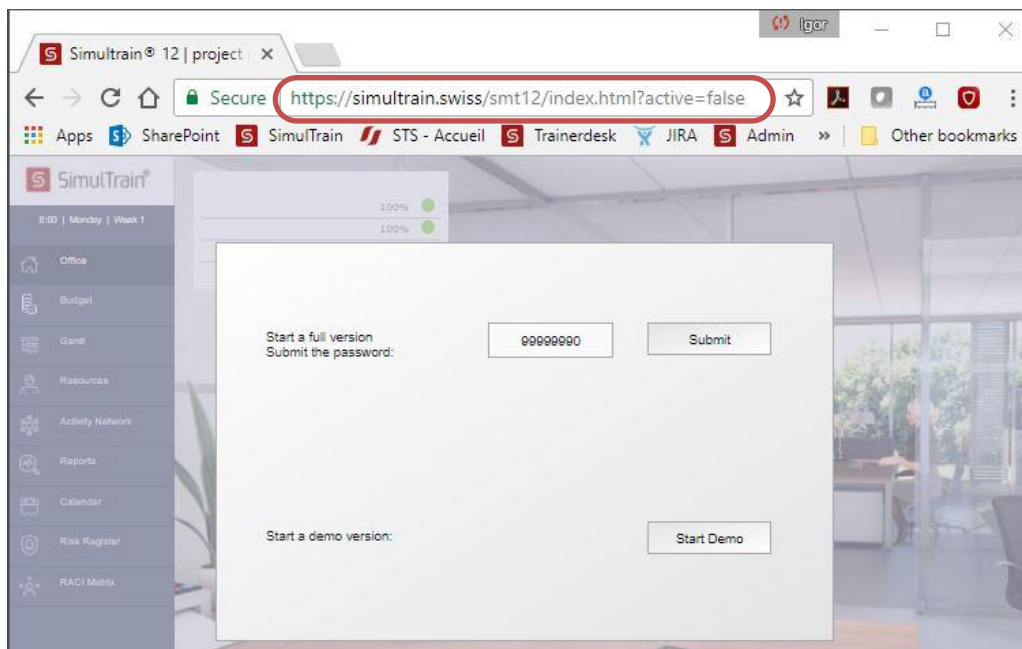 Igor
Simultrain® 12 | project
Secure https://simultrain.swiss/smt12/index.html?active=false
Apps SharePoint SimulTrain STS - Accueil Trainerdesk JIRA Admin » Other bookmarks
SimulTrain®
8:00 | Monday | Week 1
100%
100%
Office
Budget
Gantt
Resources
Activity Network
Reports
Calendar
Risk Register
RACI Matrix
Start a full version
Submit the password:
99999990
Submit
Start a demo version:
Start Demo